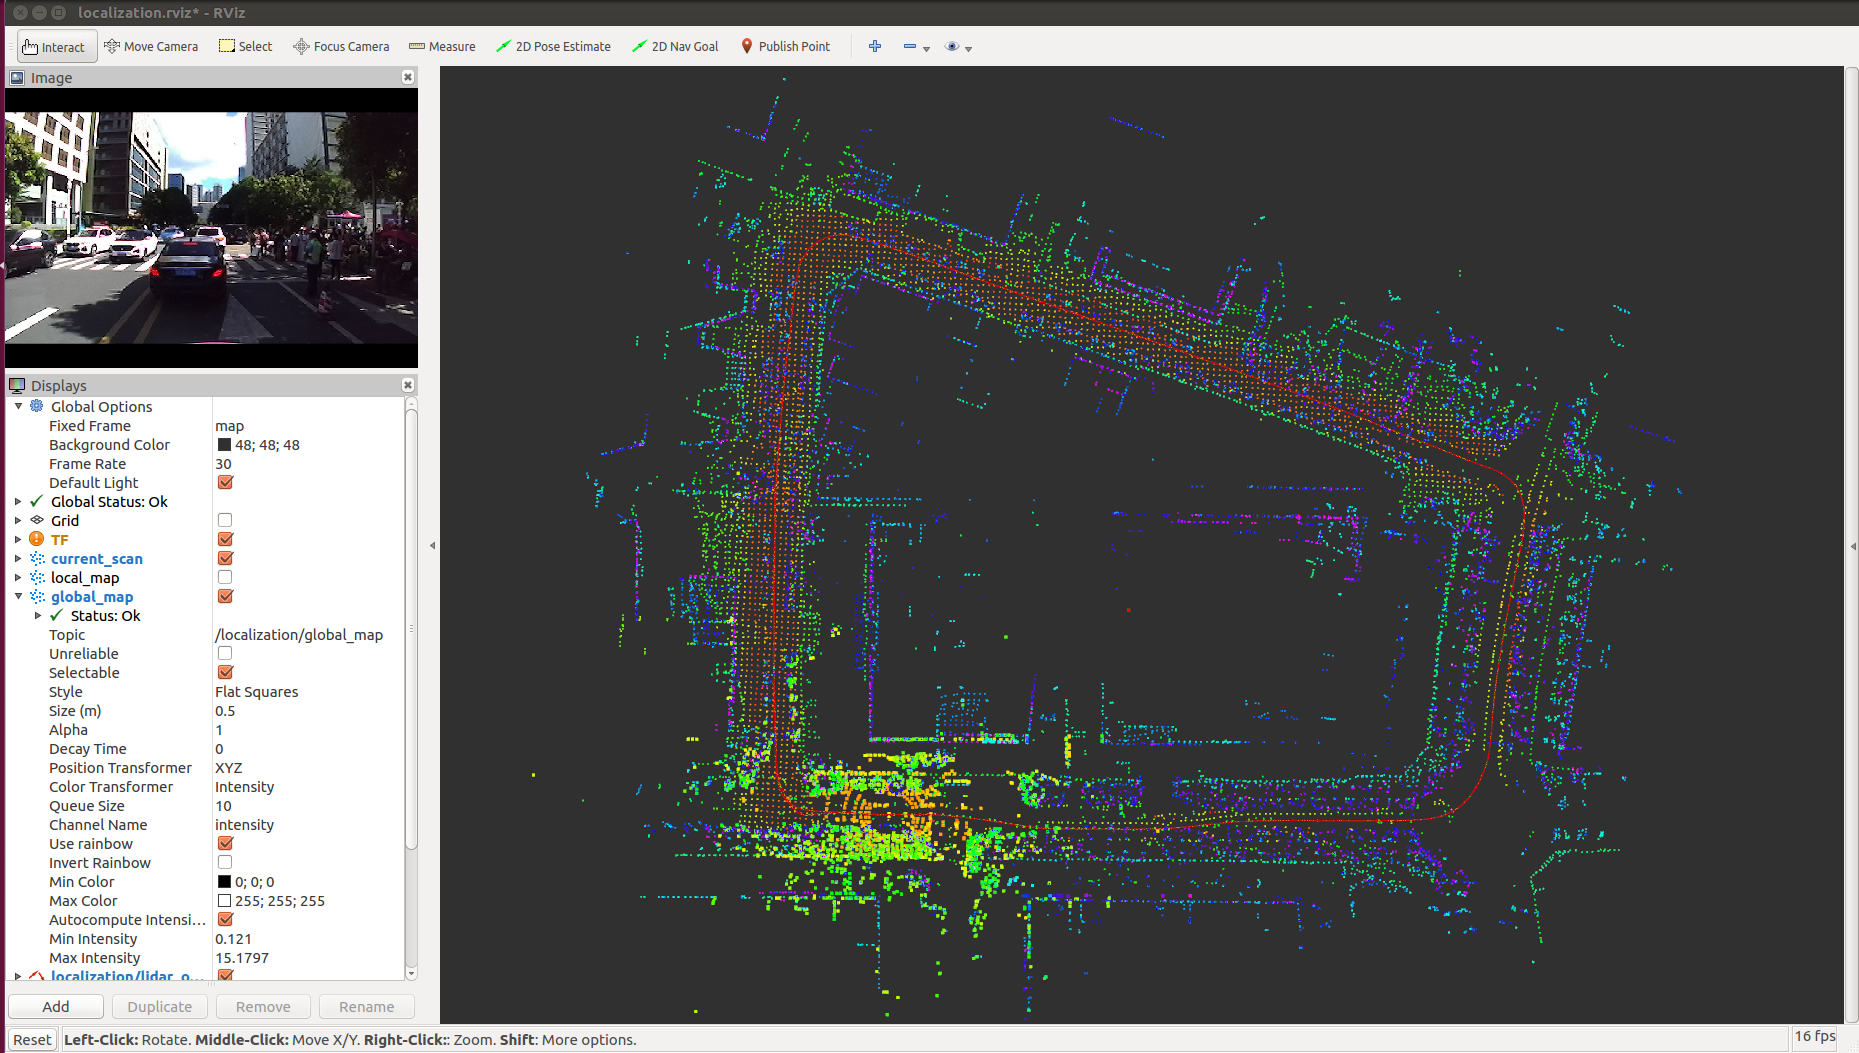 localization.rviz* - RViz
Interact Move Camera Select Focus Camera Measure 2D Pose Estimate 2D Nav Goal Publish Point
Image
Displays
Global Options
Fixed Frame map
Background Color 48; 48; 48
Frame Rate 30
Default Light
Global Status: Ok
Grid
TF
current_scan
local_map
global_map
Status: Ok
Topic /localization/global_map
Unreliable
Selectable
Style Flat Squares
Size (m) 0.5
Alpha 1
Decay Time 0
Position Transformer XYZ
Color Transformer Intensity
Queue Size 10
Channel Name intensity
Use rainbow
Invert Rainbow
Min Color 0; 0; 0
Max Color 255; 255; 255
Autocompute Intensi...
Min Intensity 0.121
Max Intensity 15.1797
localization/lidar_o...
Add Duplicate Remove Rename
Reset Left-Click: Rotate. Middle-Click: Move X/Y. Right-Click:: Zoom. Shift: More options. 16 fps